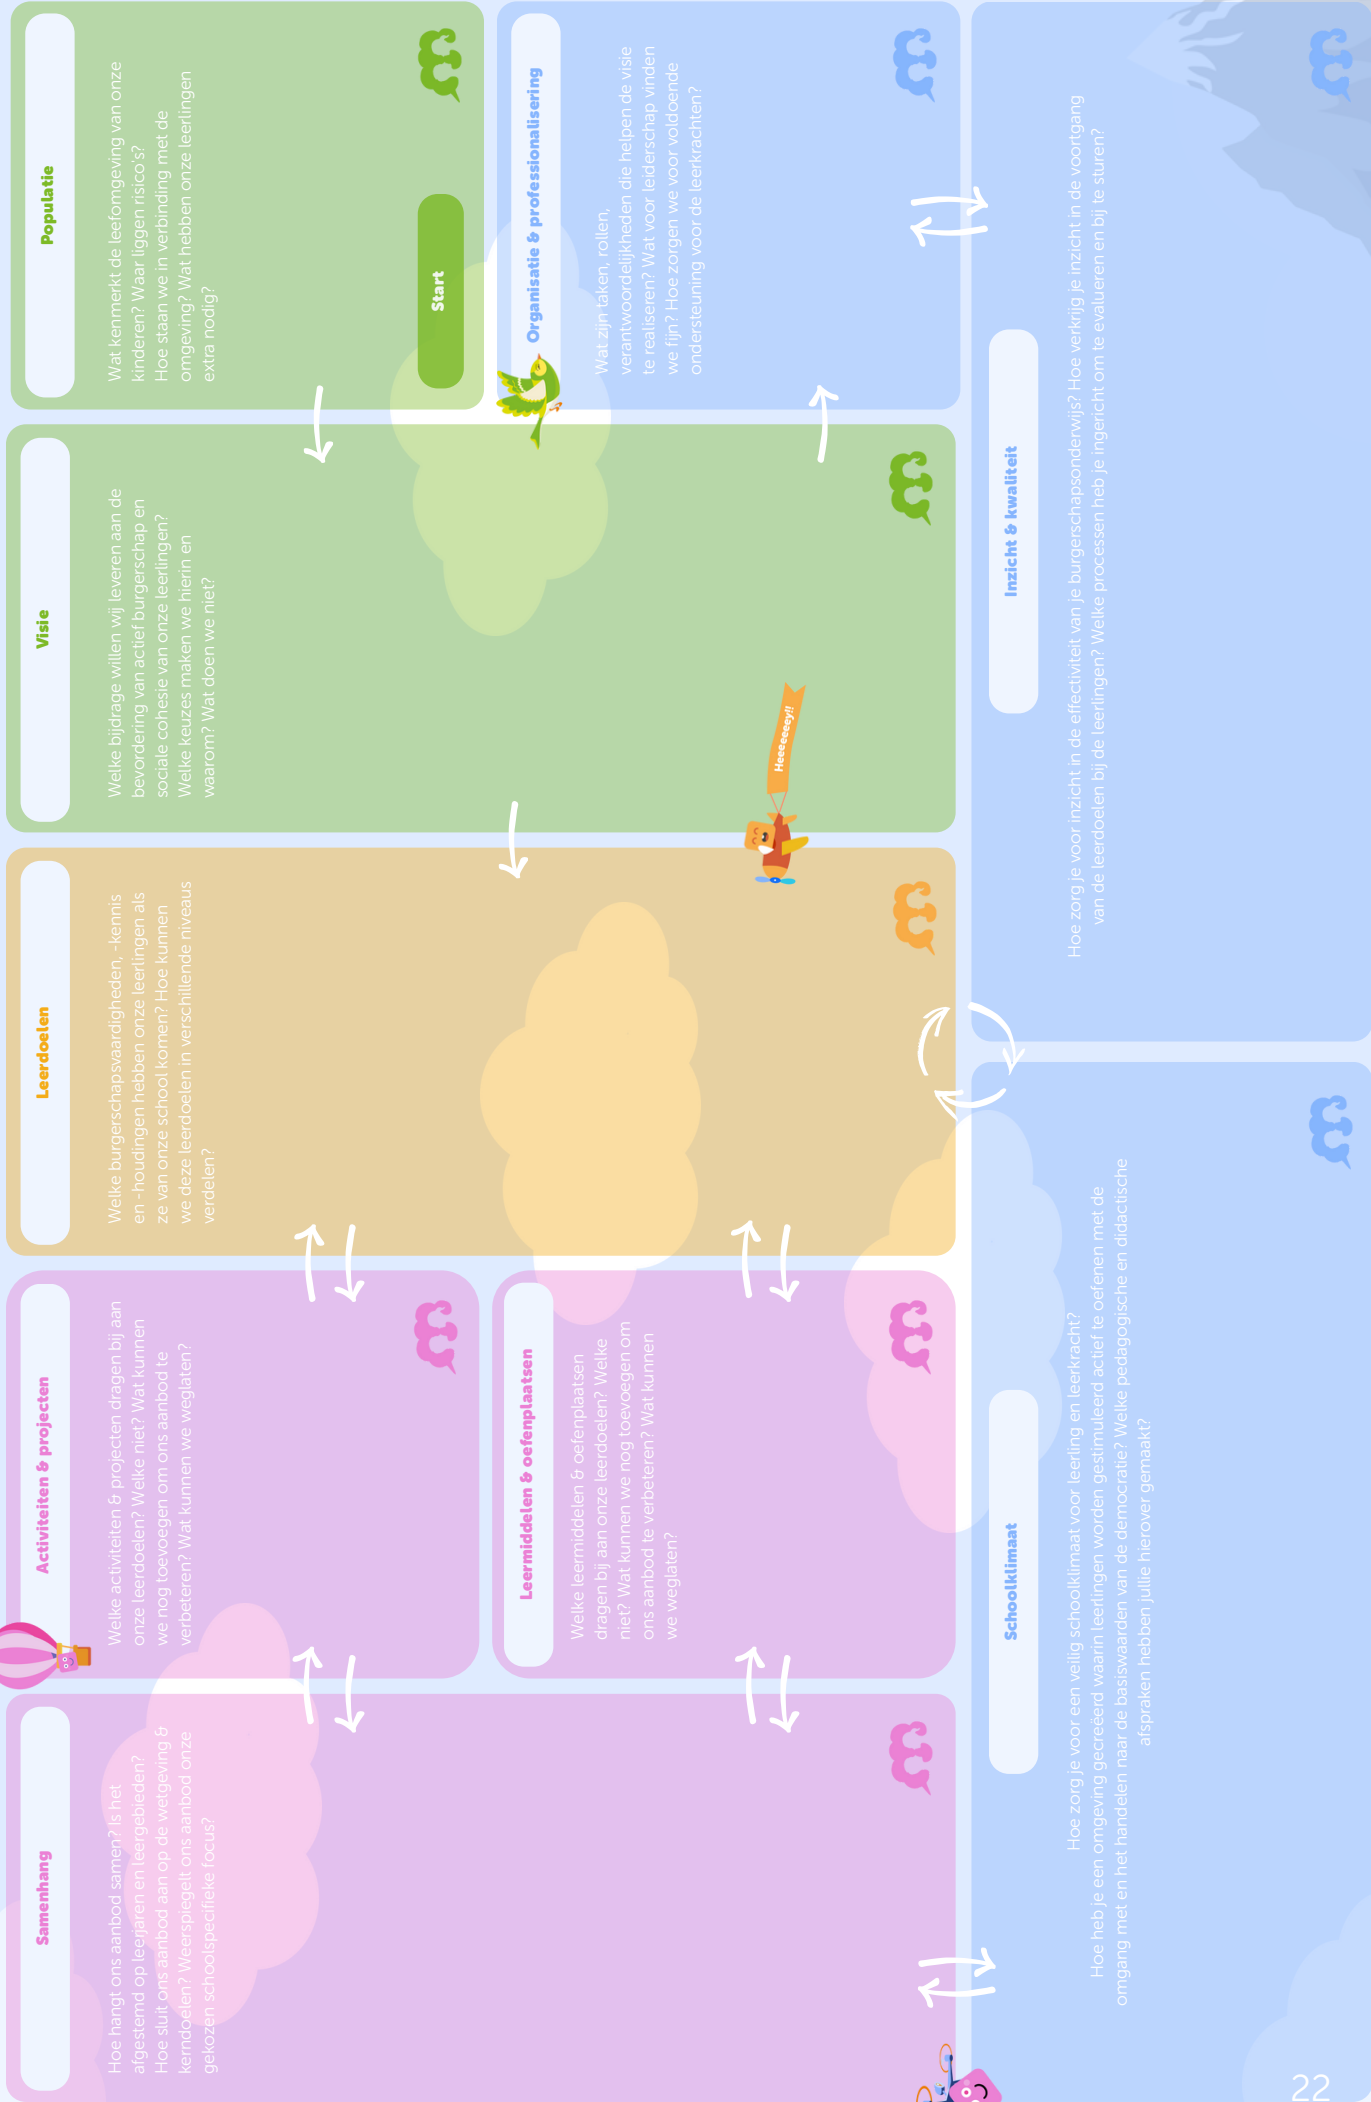 Samenhang
Hoe hangt ons aanbod samen? Is het
afgestemd op leerjaren en leergebieden?
Hoe sluit ons aanbod aan op de wetgeving &
kerndoelen? Weerspiegelt ons aanbod onze
gekozen schoolspecifieke focus?
Activiteiten & projecten
Welke activiteiten & projecten dragen bij aan
onze leerdoelen? Welke niet? Wat kunnen
we nog toevoegen om ons aanbod te
verbeteren? Wat kunnen we weglaten?
Leermiddelen & oefenplaatsen
Welke leermiddelen & oefenplaatsen
dragen bij aan onze leerdoelen? Welke
niet? Wat kunnen we nog toevoegen om
ons aanbod te verbeteren? Wat kunnen
we weglaten?
Leerdoelen
Welke burgerschapsvaardigheden, -kennis
en -houdingen hebben onze leerlingen als
ze van onze school komen? Hoe kunnen
we deze leerdoelen in verschillende niveaus
verdelen?
Visie
Welke bijdrage willen wij leveren aan de
bevordering van actief burgerschap en
sociale cohesie van onze leerlingen?
Welke keuzes maken we hierin en
waarom? Wat doen we niet?
Heeeeeeey!!
Populatie
Wat kenmerkt de leefomgeving van onze
kinderen? Waar liggen risico's?
Hoe staan we in verbinding met de
omgeving? Wat hebben onze leerlingen
extra nodig?
Start
Organisatie & professionalisering
Wat zijn taken, rollen,
verantwoordelijkheden die helpen de visie
te realiseren? Wat voor leiderschap vinden
we fijn? Hoe zorgen we voor voldoende
ondersteuning voor de leerkrachten?
Schoolklimaat
Hoe zorg je voor een veilig schoolklimaat voor leerling en leerkracht?
Hoe heb je een omgeving gecreëerd waarin leerlingen worden gestimuleerd actief te oefenen met de
omgang met en het handelen naar de basiswaarden van de democratie? Welke pedagogische en didactische
afspraken hebben jullie hierover gemaakt?
Inzicht & kwaliteit
Hoe zorg je voor inzicht in de effectiviteit van je burgerschapsonderwijs? Hoe verkrijg je inzicht in de voortgang
van de leerdoelen bij de leerlingen? Welke processen heb je ingericht om te evalueren en bij te sturen?
22